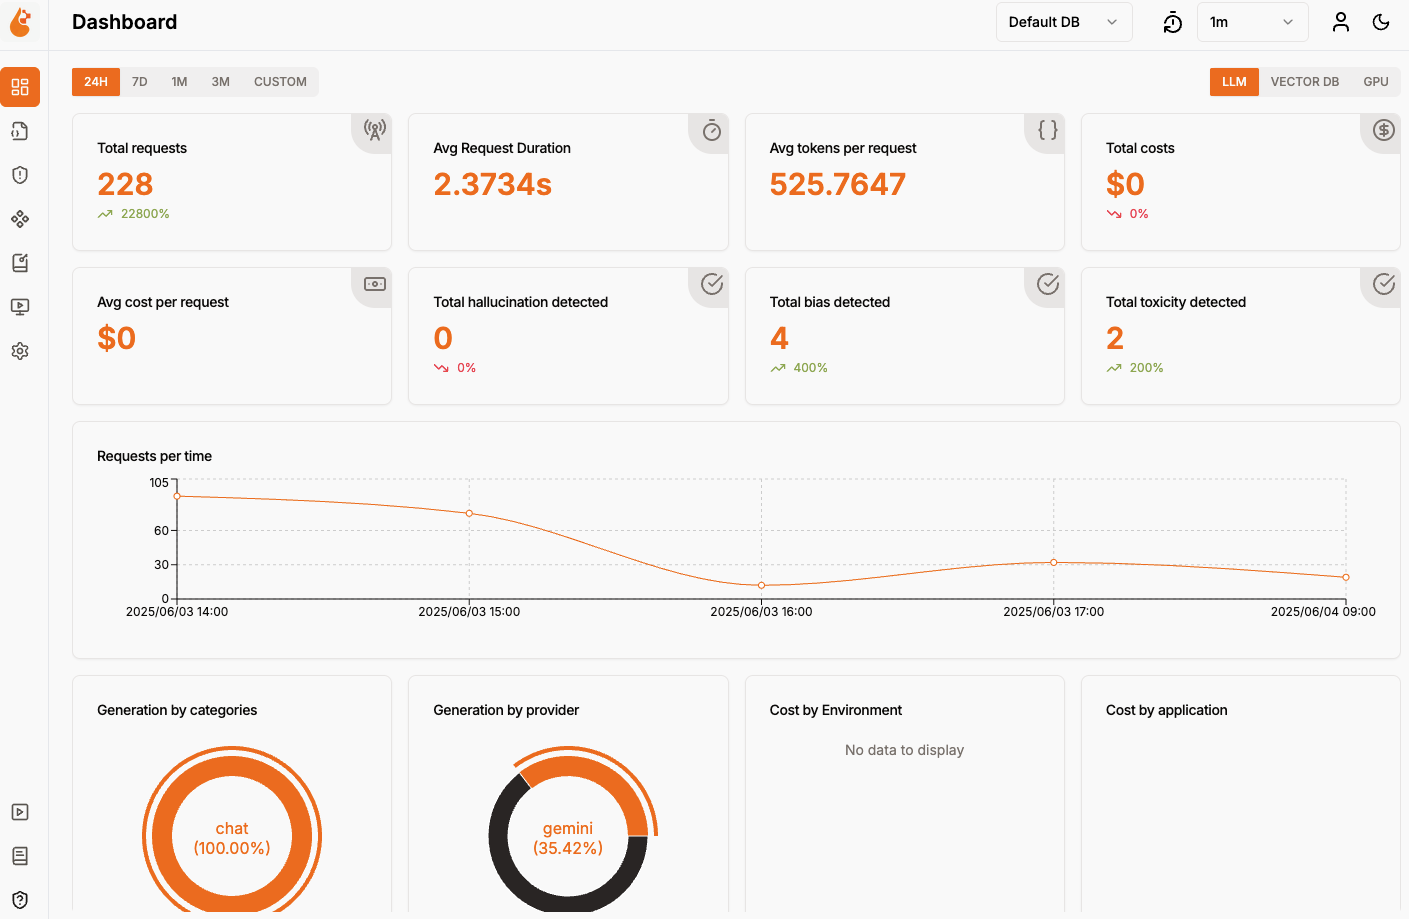 Dashboard
Default DB
1m
24H 7D 1M 3M CUSTOM
LLM VECTOR DB GPU
Total requests
228
22800%
Avg Request Duration
2.3734s
Avg tokens per request
525.7647
Total costs
$0
0%
Avg cost per request
$0
Total hallucination detected
0
0%
Total bias detected
4
400%
Total toxicity detected
2
200%
Requests per time
105
60
30
0
2025/06/03 14:00 2025/06/03 15:00 2025/06/03 16:00 2025/06/03 17:00 2025/06/04 09:00
Generation by categories
chat
(100.00%)
Generation by provider
gemini
(35.42%)
Cost by Environment
No data to display
Cost by application